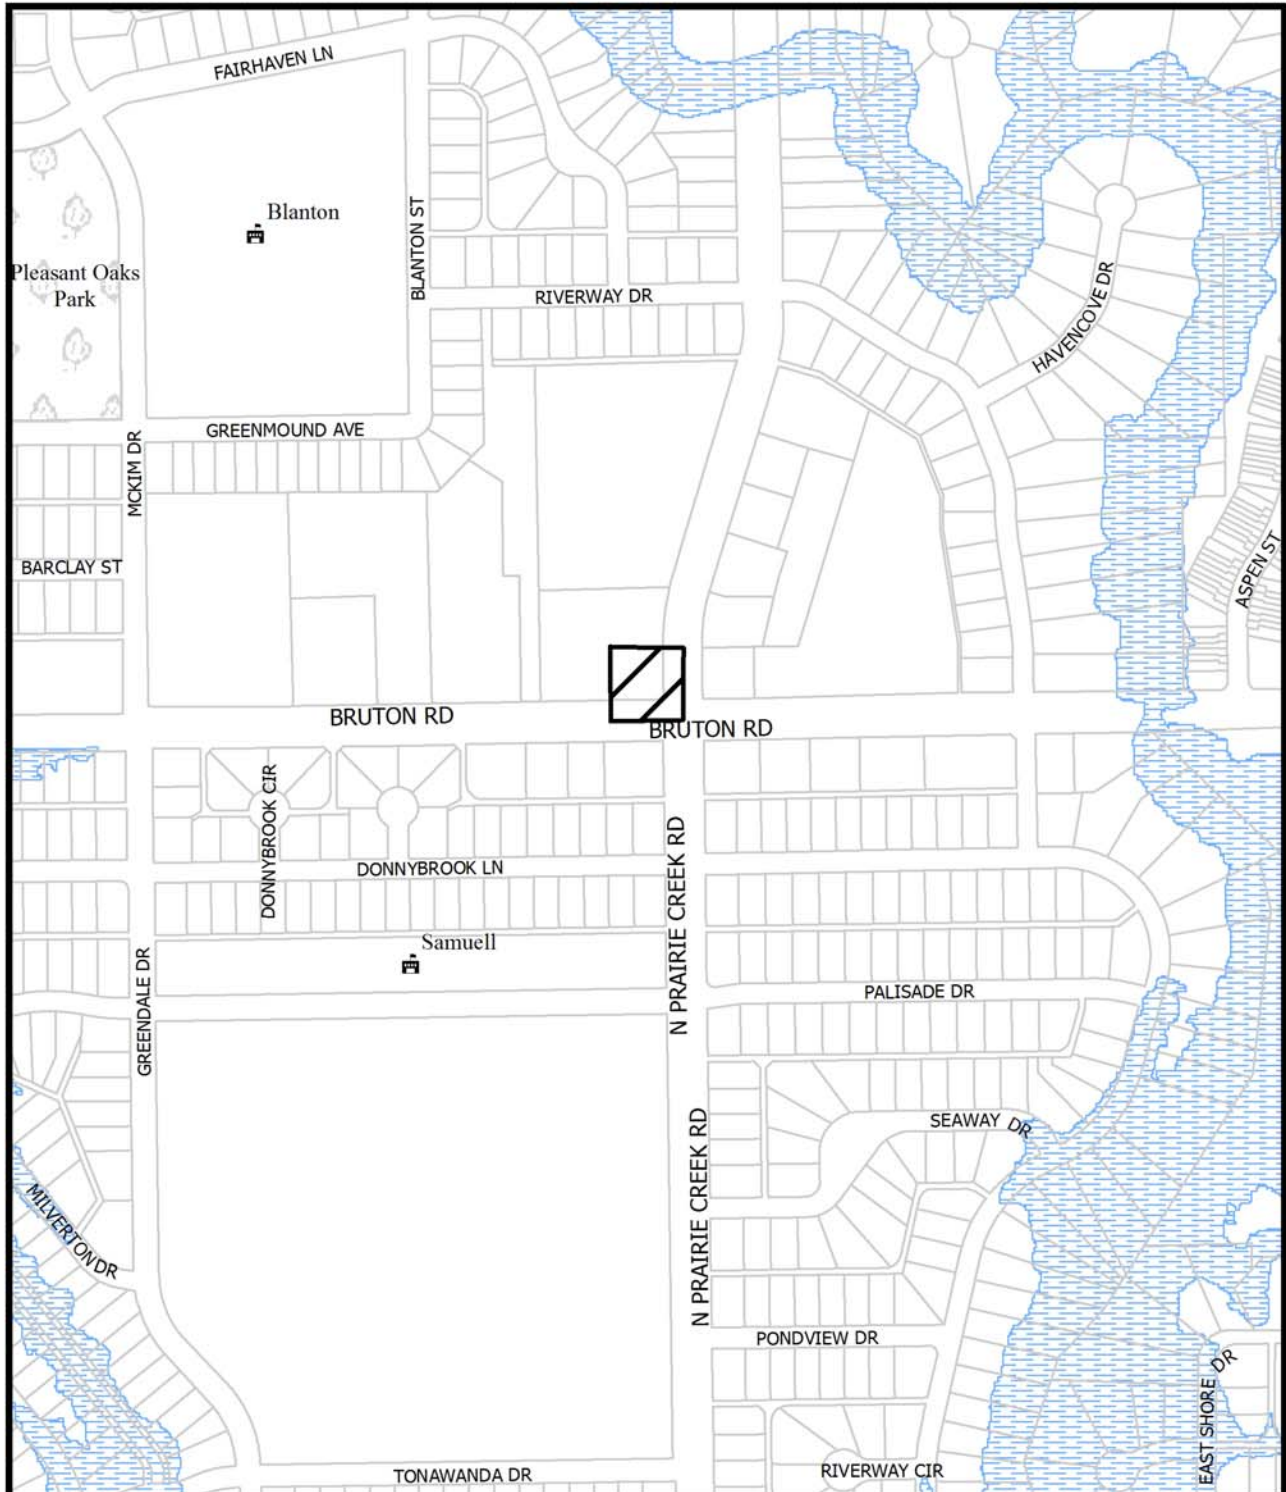 FAIRHAVEN LN
Blanton
BLANTON ST
Pleasant Oaks
Park
RIVERWAY DR
HAVENCOVE DR
GREENMOUND AVE
MCKIM DR
BARCLAY ST
ASPEN ST
BRUTON RD
BRUTON RD
DONNYBROOK CIR
DONNYBROOK LN
N PRAIRIE CREEK RD
Samuell
GREENDALE DR
PALISADE DR
SEAWAY DR
N PRAIRIE CREEK RD
MILVERTON DR
PONDVIEW DR
EAST SHORE DR
TONAWANDA DR
RIVERWAY CIR